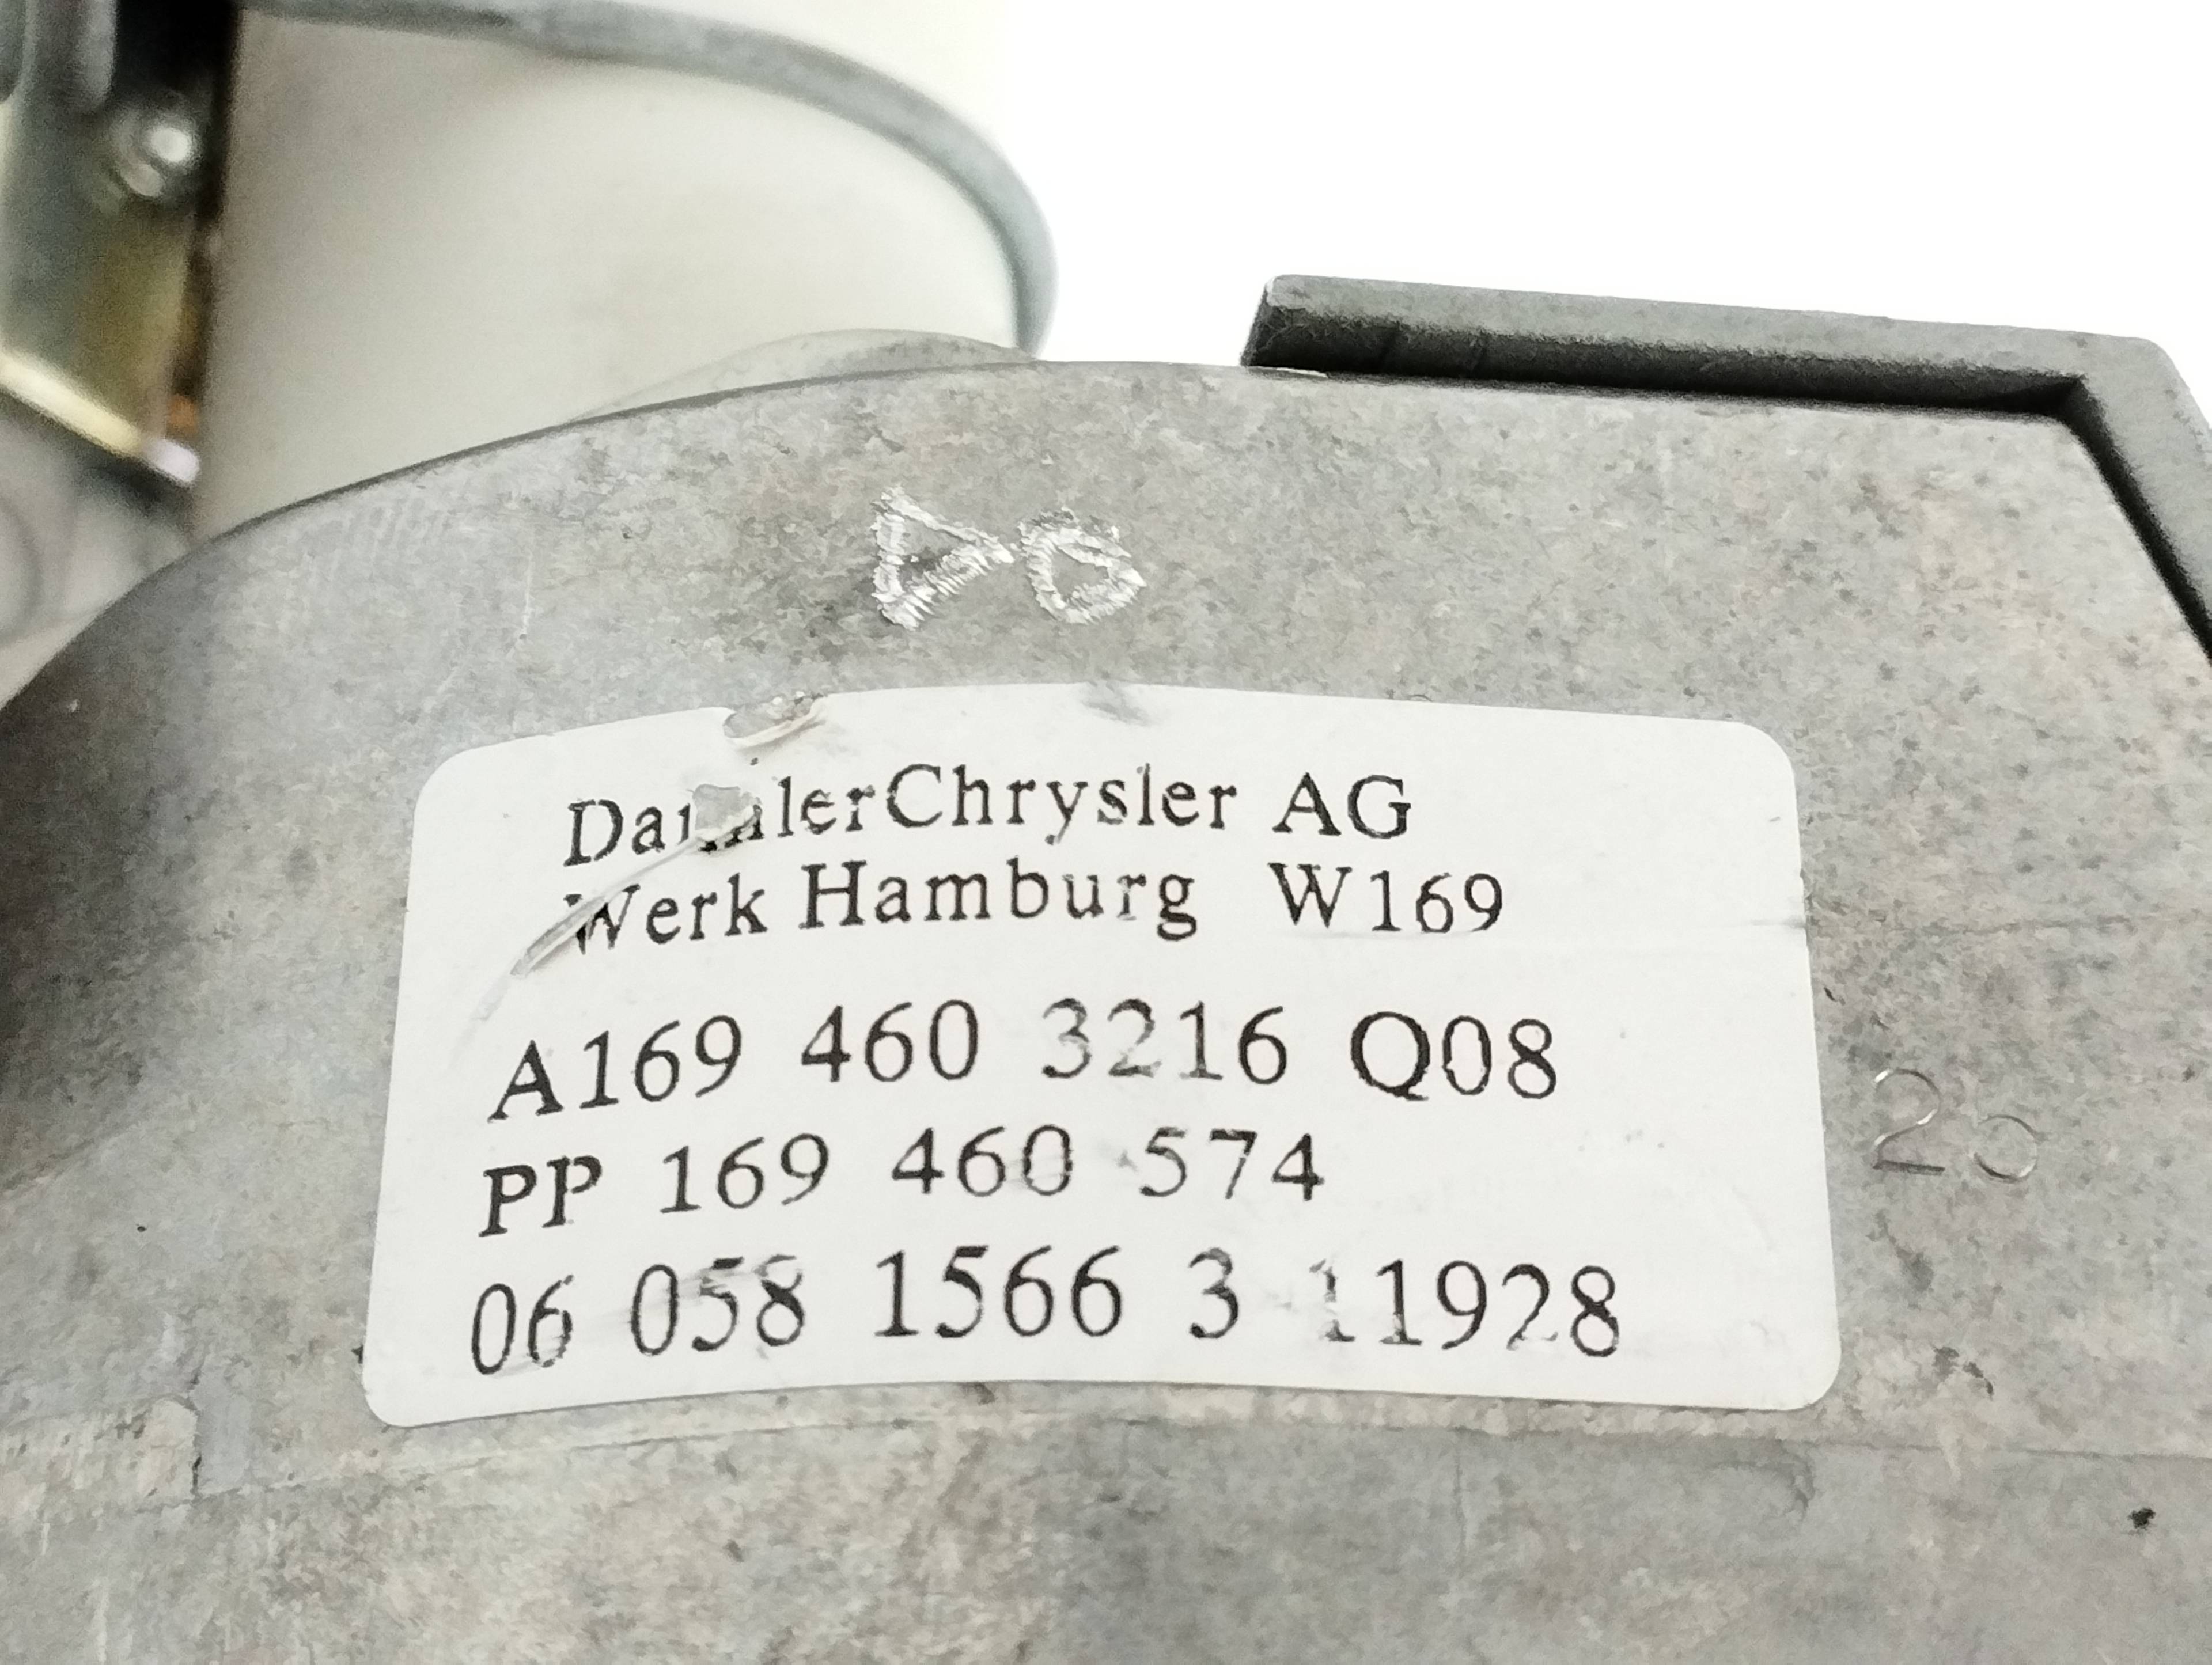 DaimlerChrysler AG
Werk Hamburg W169
A169 460 3216 Q08
PP 169 460 574
06 058 1566 3 11928